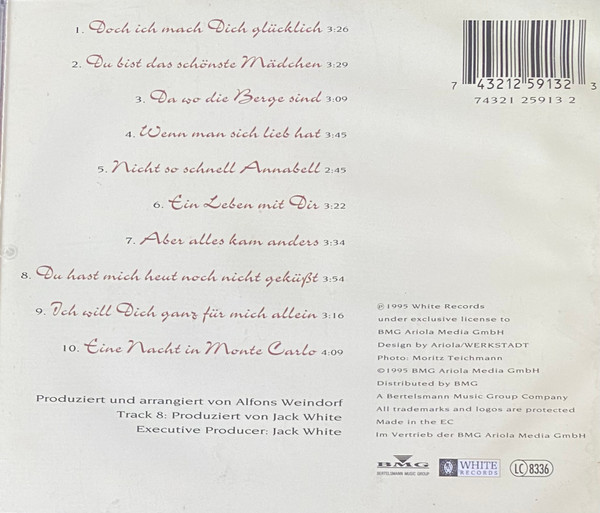 1. Doch ich mach Dich glücklich 3:26
2. Du bist das schönste Mädchen 3:29
3. Da wo die Berge sind 3:09
4. Wenn man sich lieb hat 3:45
5. Nicht so schnell Annabell 2:45
6. Ein Leben mit Dir 3:22
7. Aber alles kam anders 3:34
8. Du hast mich heut noch nicht geküßt 3:54
9. Ich will Dich ganz für mich allein 3:16
10. Eine Nacht in Monte Carlo 4:09
Produziert und arrangiert von Alfons Weindorf
Track 8: Produziert von Jack White
Executive Producer: Jack White
7 43212 59132 3
74321 25913 2
℗1995 White Records
under exclusive license to
BMG Ariola Media GmbH
Design by Ariola/WERKSTADT
Photo: Moritz Teichmann
©1995 BMG Ariola Media GmbH
Distributed by BMG
A Bertelsmann Music Group Company
All trademarks and logos are protected
Made in the EC
Im Vertrieb der BMG Ariola Media GmbH
BMG
BERTELSMANN MUSIC GROUP
WHITE
RECORDS
LC 8336